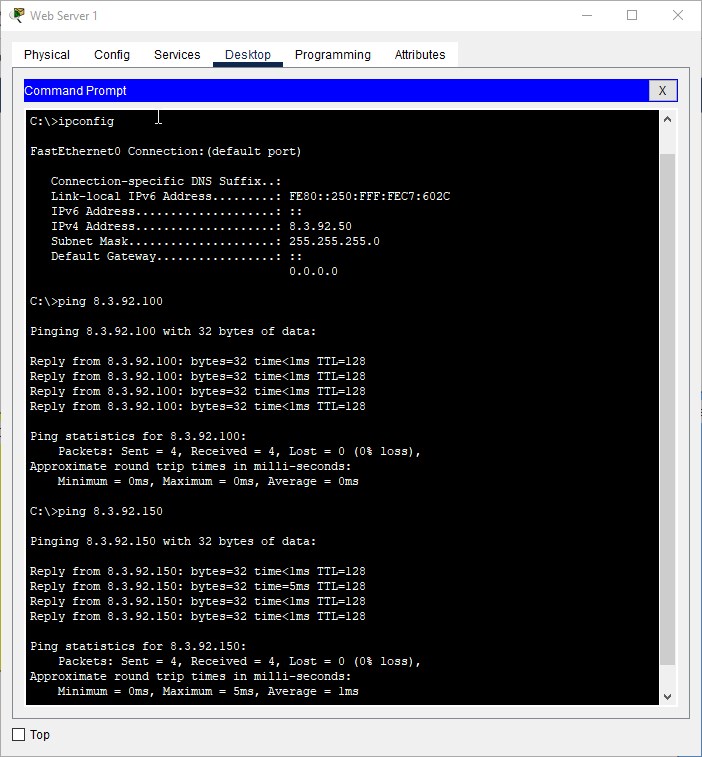 Web Server 1
Physical Config Services Desktop Programming Attributes
Command Prompt X
C:\>ipconfig
FastEthernet0 Connection:(default port)
Connection-specific DNS Suffix..:
Link-local IPv6 Address.........: FE80::250:FFF:FEC7:602C
IPv6 Address....................: ::
IPv4 Address....................: 8.3.92.50
Subnet Mask.....................: 255.255.255.0
Default Gateway.................: ::
0.0.0.0
C:\>ping 8.3.92.100
Pinging 8.3.92.100 with 32 bytes of data:
Reply from 8.3.92.100: bytes=32 time<1ms TTL=128
Reply from 8.3.92.100: bytes=32 time<1ms TTL=128
Reply from 8.3.92.100: bytes=32 time<1ms TTL=128
Reply from 8.3.92.100: bytes=32 time<1ms TTL=128
Ping statistics for 8.3.92.100:
Packets: Sent = 4, Received = 4, Lost = 0 (0% loss),
Approximate round trip times in milli-seconds:
Minimum = 0ms, Maximum = 0ms, Average = 0ms
C:\>ping 8.3.92.150
Pinging 8.3.92.150 with 32 bytes of data:
Reply from 8.3.92.150: bytes=32 time<1ms TTL=128
Reply from 8.3.92.150: bytes=32 time=5ms TTL=128
Reply from 8.3.92.150: bytes=32 time<1ms TTL=128
Reply from 8.3.92.150: bytes=32 time<1ms TTL=128
Ping statistics for 8.3.92.150:
Packets: Sent = 4, Received = 4, Lost = 0 (0% loss),
Approximate round trip times in milli-seconds:
Minimum = 0ms, Maximum = 5ms, Average = 1ms
Top